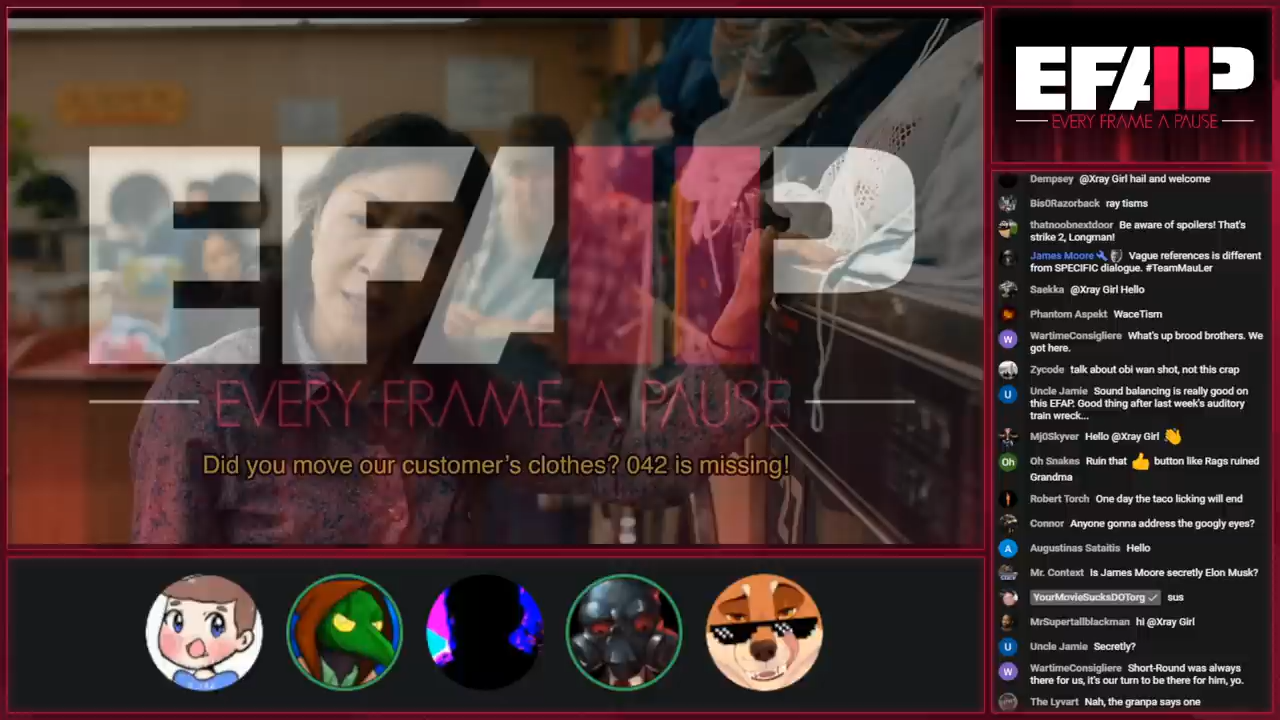 EFAP
EVERY FRAME A PAUSE
Did you move our customer's clothes? 042 is missing!
EFAP
EVERY FRAME A PAUSE
Dempsey @Xray Girl hail and welcome
Bis0Razorback ray tisms
thatnoobnextdoor Be aware of spoilers! That's
strike 2, Longman!
James Moore Vague references is different
from SPECIFIC dialogue. #TeamMauLer
Saekka @Xray Girl Hello
Phantom Aspekt WaceTism
W WartimeConsigliere What's up brood brothers. We
got here.
Zycode talk about obi wan shot, not this crap
U Uncle Jamie Sound balancing is really good on
this EFAP. Good thing after last week's auditory
train wreck...
Mj0Skyver Hello @Xray Girl 👋
Oh Oh Snakes Ruin that 👍 button like Rags ruined
Grandma
Robert Torch One day the taco licking will end
Connor Anyone gonna address the googly eyes?
A Augustinas Sataitis Hello
Mr. Context Is James Moore secretly Elon Musk?
YourMovieSucksDOTorg ✓ sus
MrSupertallblackman hi @Xray Girl
U Uncle Jamie Secretly?
W WartimeConsigliere Short-Round was always
there for us, it's our turn to be there for him, yo.
The Lyvart Nah, the granpa says one